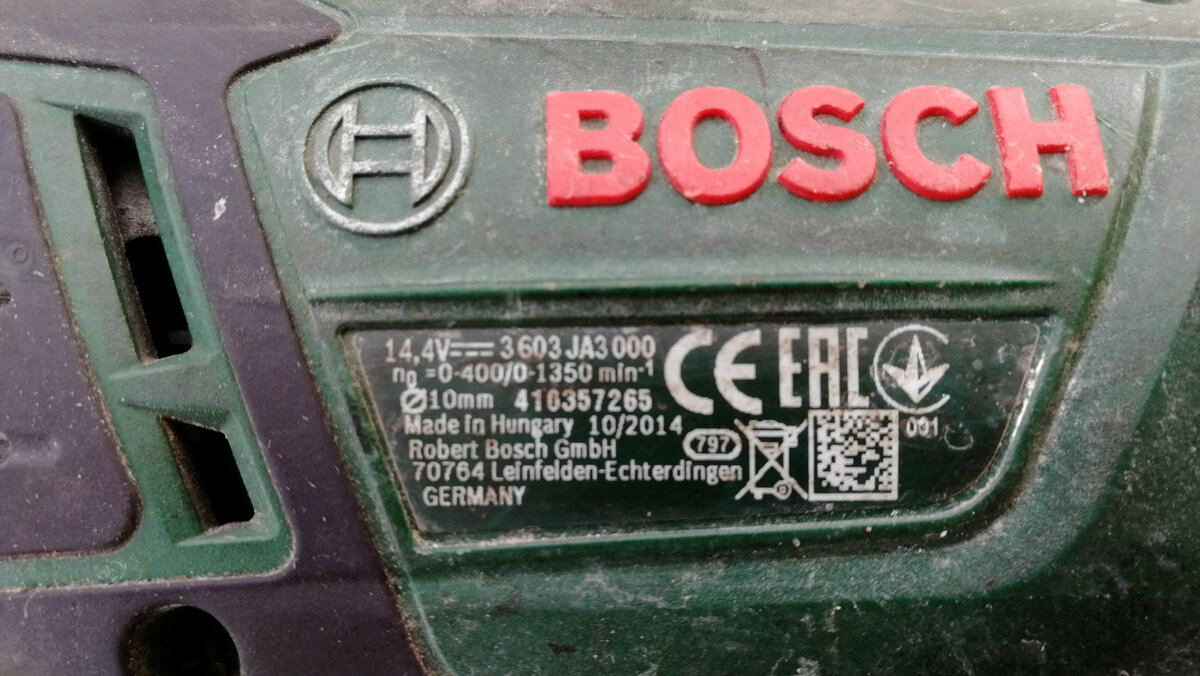 BOSCH
14,4V 3 603 JA3 000
n0 =0-400/0-1350 min-1
Ø10mm 410357265
Made in Hungary 10/2014
Robert Bosch GmbH
70764 Leinfelden-Echterdingen
GERMANY
797
CE EAC
001